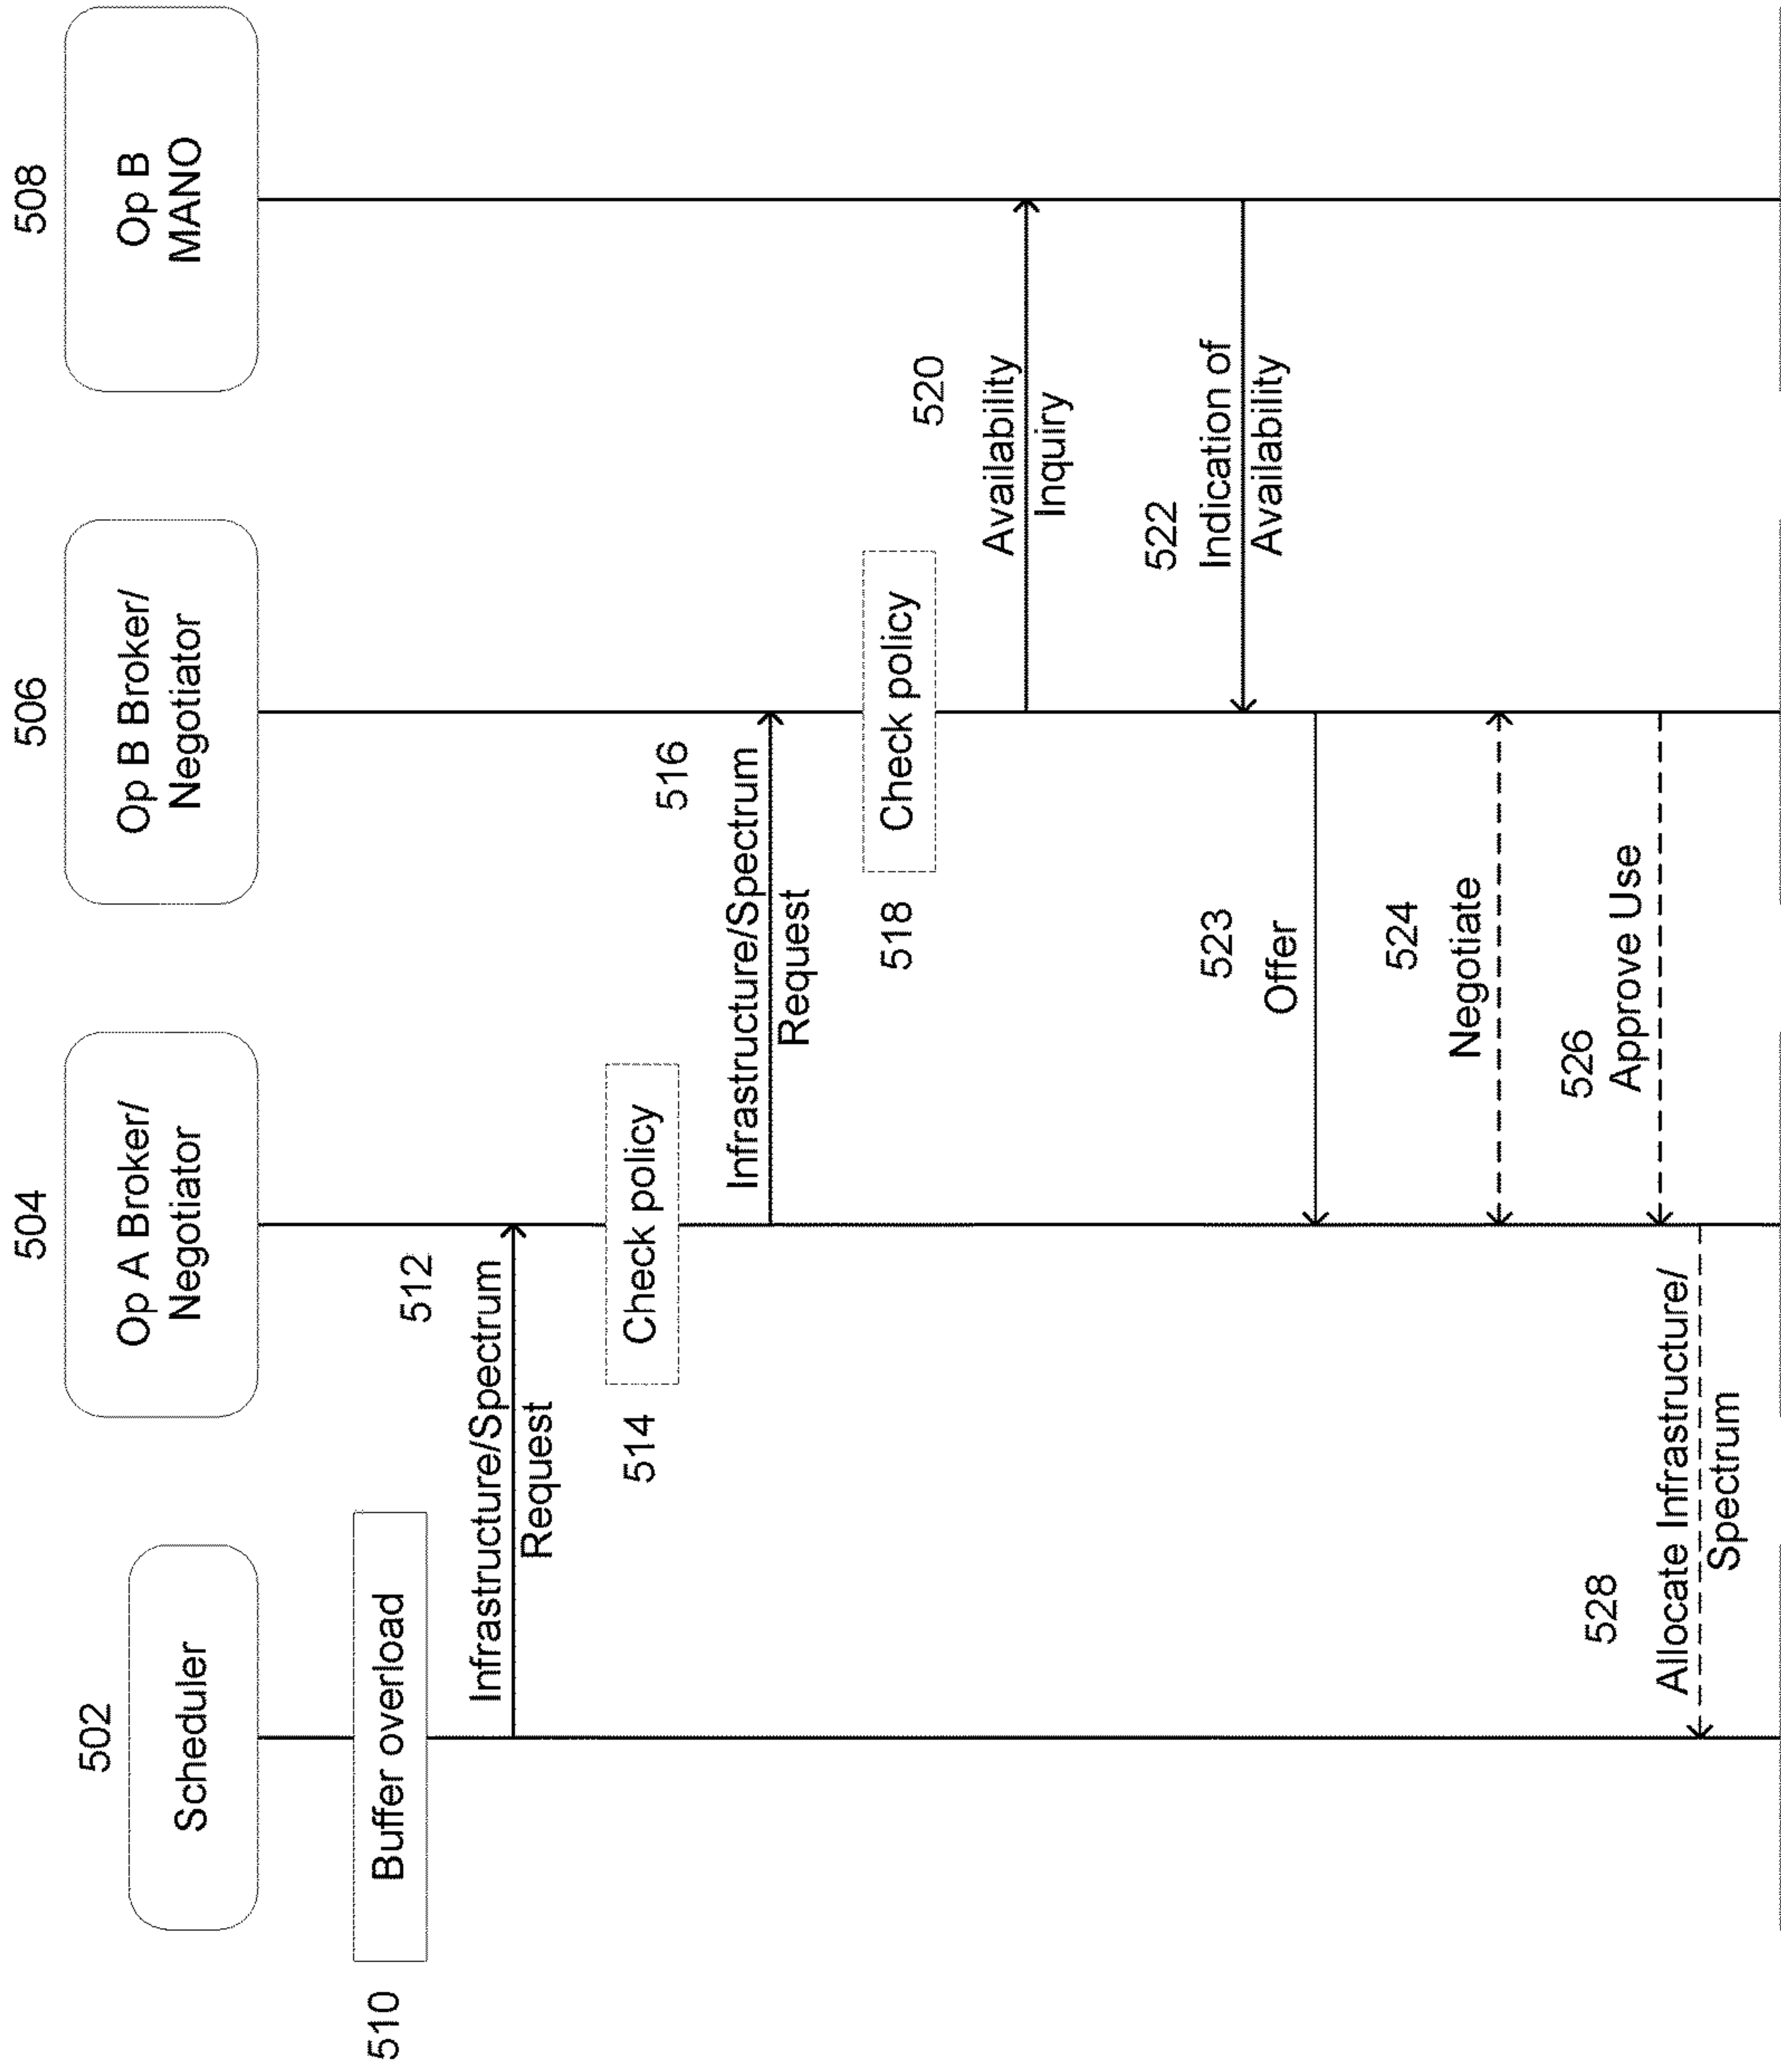 502
Scheduler
504
Op A Broker/
Negotiator
506
Op B Broker/
Negotiator
508
Op B
MANO
510
Buffer overload
512
Infrastructure/Spectrum
Request
514
Check policy
516
Infrastructure/Spectrum
Request
518
Check policy
520
Availability
Inquiry
522
Indication of
Availability
523
Offer
524
Negotiate
526
Approve Use
528
Allocate Infrastructure/
Spectrum